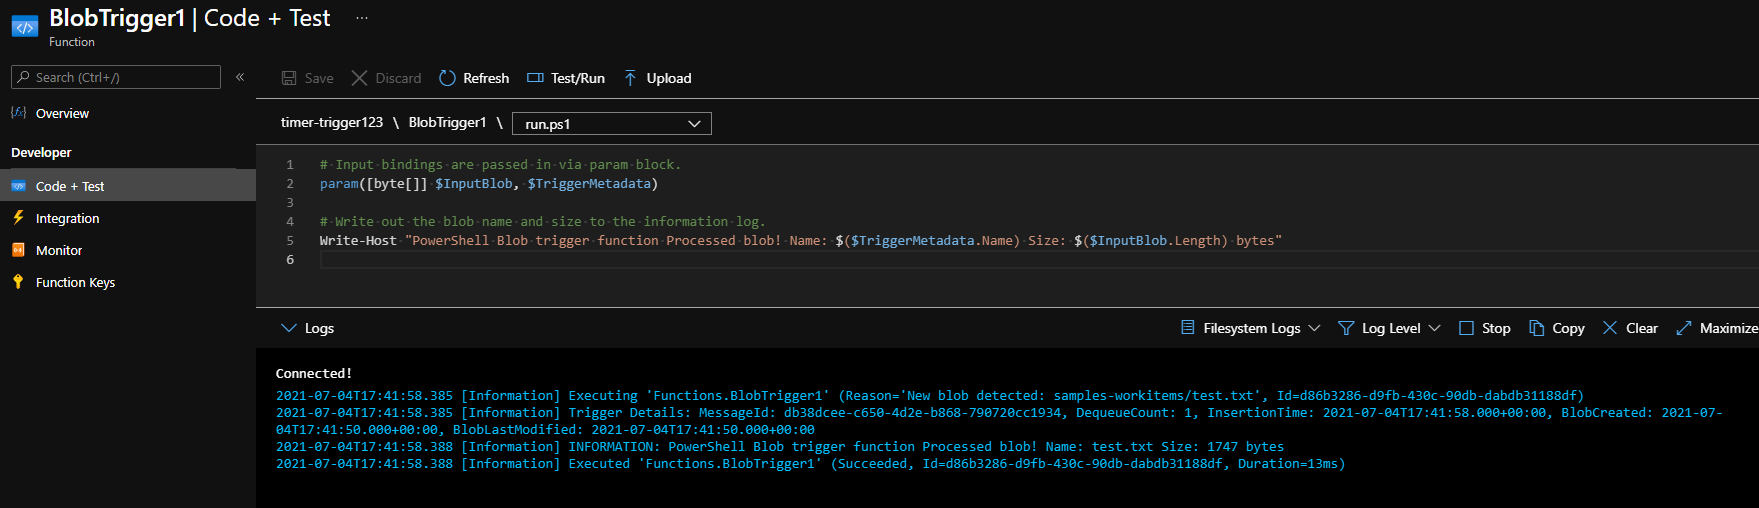 BlobTrigger1 | Code + Test ...
Function
Search (Ctrl+/) «
Save Discard Refresh Test/Run Upload
Overview
timer-trigger123 \ BlobTrigger1 \ run.ps1
Developer
Code + Test
Integration
Monitor
Function Keys
1 # Input bindings are passed in via param block.
2 param([byte[]] $InputBlob, $TriggerMetadata)
3
4 # Write out the blob name and size to the information log.
5 Write-Host "PowerShell Blob trigger function Processed blob! Name: $($TriggerMetadata.Name) Size: $($InputBlob.Length) bytes"
6
Logs Filesystem Logs Log Level Stop Copy Clear Maximize
Connected!
2021-07-04T17:41:58.385 [Information] Executing 'Functions.BlobTrigger1' (Reason='New blob detected: samples-workitems/test.txt', Id=d86b3286-d9fb-430c-90db-dabdb31188df)
2021-07-04T17:41:58.385 [Information] Trigger Details: MessageId: db38dcee-c650-4d2e-b868-790720cc1934, DequeueCount: 1, InsertionTime: 2021-07-04T17:41:58.000+00:00, BlobCreated: 2021-07-
04T17:41:50.000+00:00, BlobLastModified: 2021-07-04T17:41:50.000+00:00
2021-07-04T17:41:58.388 [Information] INFORMATION: PowerShell Blob trigger function Processed blob! Name: test.txt Size: 1747 bytes
2021-07-04T17:41:58.388 [Information] Executed 'Functions.BlobTrigger1' (Succeeded, Id=d86b3286-d9fb-430c-90db-dabdb31188df, Duration=13ms)